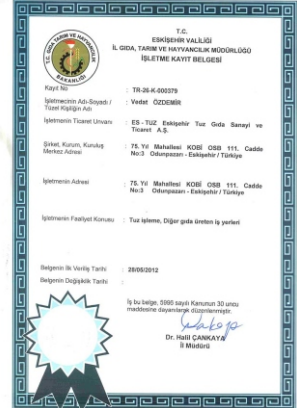 T.C.
ESKİŞEHİR VALİLİĞİ
İL GIDA, TARIM VE HAYVANCILIK MÜDÜRLÜĞÜ
İŞLETME KAYIT BELGESİ
T.C. GIDA TARIM VE HAYVANCILIK
BAKANLIĞI
Kayıt No : TR-26-K-000379
İşletmecinin Adı-Soyadı / : Vedat ÖZDEMİR
Tüzel Kişiliğin Adı
İşletmenin Ticaret Unvanı : ES - TUZ Eskişehir Tuz Gıda Sanayi ve
Ticaret A.Ş.
Şirket, Kurum, Kuruluş : 75. Yıl Mahallesi KOBİ OSB 111. Cadde
Merkez Adresi No:3 Odunpazarı - Eskişehir / Türkiye
İşletmenin Adresi : 75. Yıl Mahallesi KOBİ OSB 111. Cadde
No:3 Odunpazarı - Eskişehir / Türkiye
İşletmenin Faaliyet Konusu : Tuz işleme, Diğer gıda üreten iş yerleri
Belgenin İlk Veriliş Tarihi : 28/05/2012
Belgenin Değişiklik Tarihi :
İş bu belge, 5996 sayılı Kanunun 30 uncu
maddesine dayanılarak düzenlenmiştir.
Dr. Halil ÇANKAYA
İl Müdürü